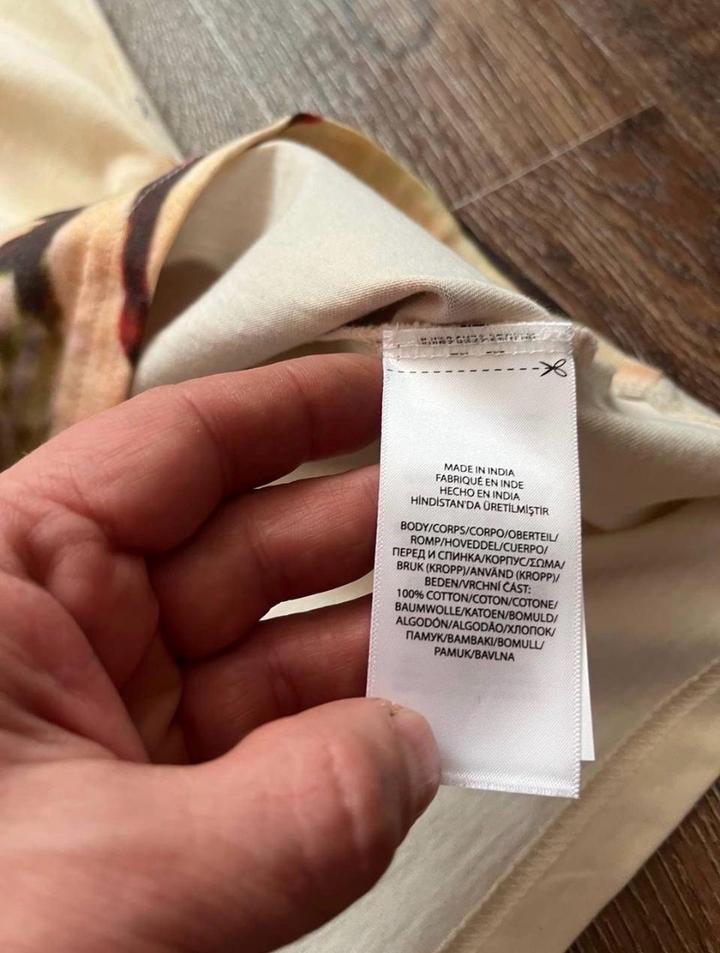 MADE IN INDIA
FABRIQUÉ EN INDE
HECHO EN INDIA
HİNDİSTAN'DA ÜRETİLMİŞTİR
BODY/CORPS/CORPO/OBERTEIL/
ROMP/HOVEDDEL/CUERPO/
ПЕРЕД И СПИНКА/КОРПУС/ΣΩΜΑ/
BRUK (KROPP)/ANVÄND (KROPP)/
BEDEN/VRCHNÍ ČÁST:
100% COTTON/COTON/COTONE/
BAUMWOLLE/KATOEN/BOMULD/
ALGODÓN/ALGODÃO/ХЛОПОК/
ПАМУК/ΒΑΜΒΑΚΙ/BOMULL/
PAMUK/BAVLNA